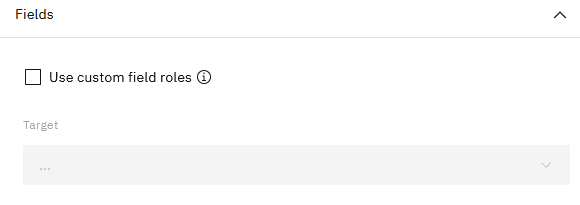 Fields
Use custom field roles
Target
...